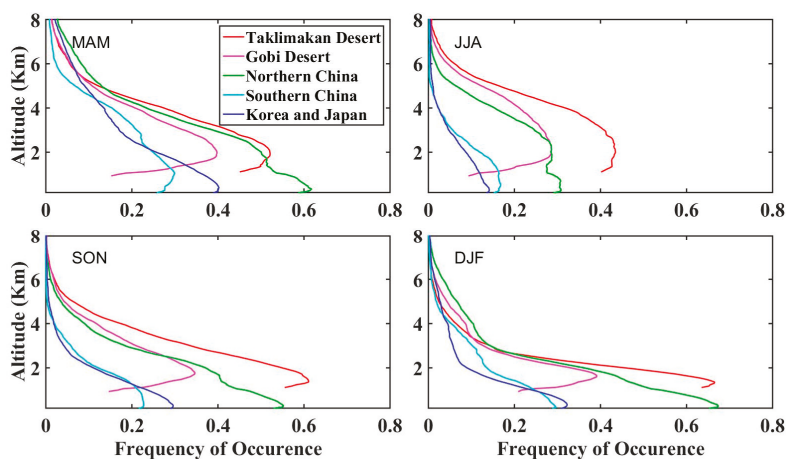 8
6
4
2
0
0.2
0.4
0.6
0.8
Altitude (Km)
MAM
Taklimakan Desert
Gobi Desert
Northern China
Southern China
Korea and Japan
8
6
4
2
0
0.2
0.4
0.6
0.8
Altitude (Km)
JJA
8
6
4
2
0
0.2
0.4
0.6
0.8
Altitude (Km)
SON
Frequency of Occurence
8
6
4
2
0
0.2
0.4
0.6
0.8
Altitude (Km)
DJF
Frequency of Occurence